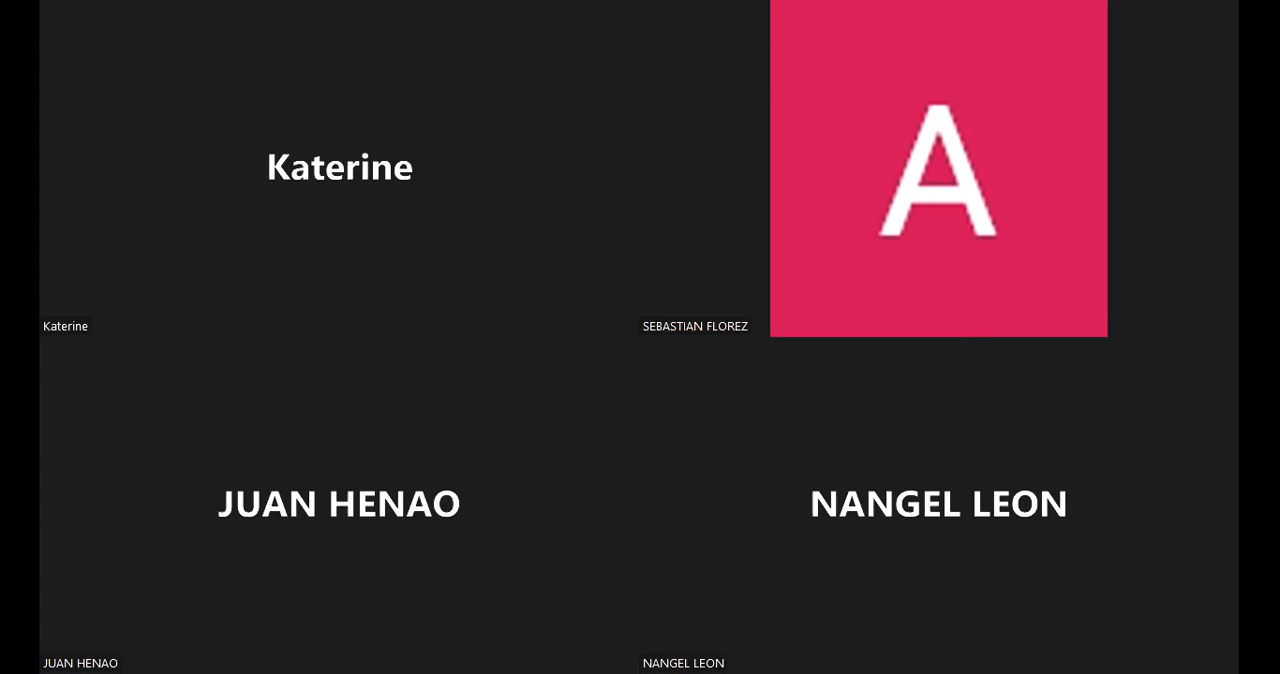 Katerine
A
Katerine
SEBASTIAN FLOREZ
JUAN HENAO
NANGEL LEON
JUAN HENAO
NANGEL LEON